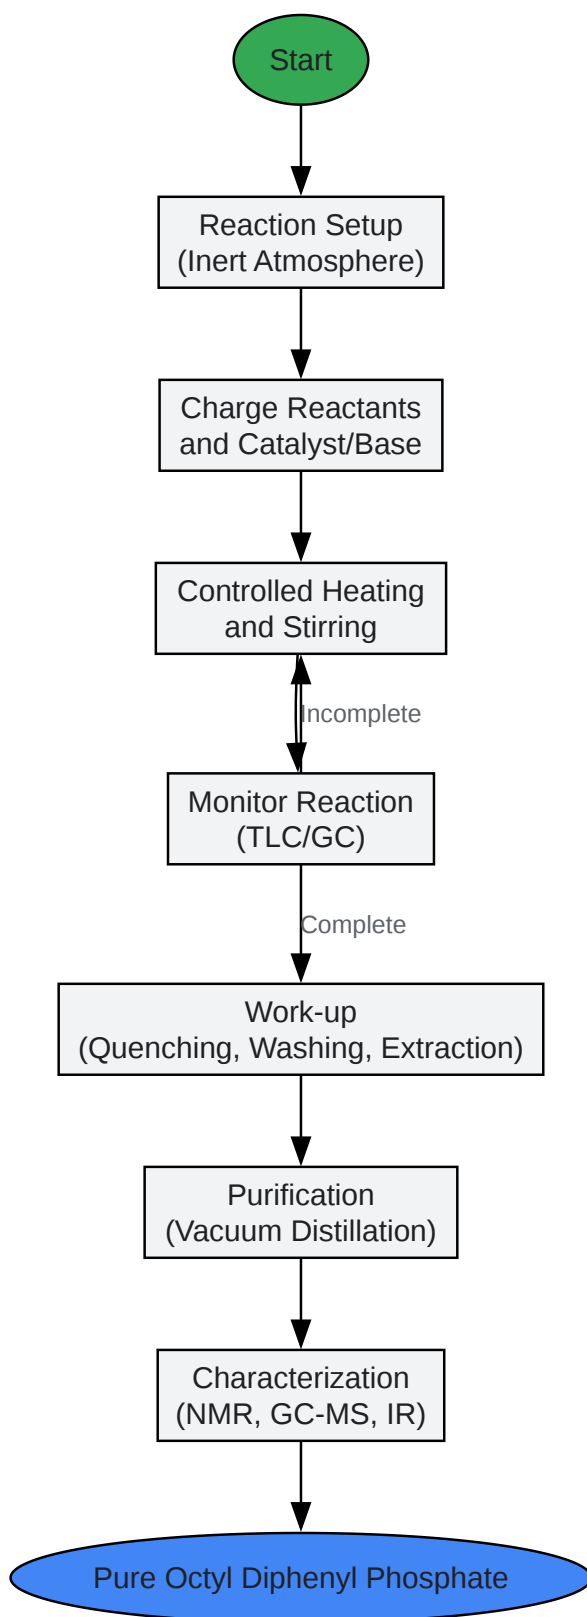 Start
Reaction Setup
(Inert Atmosphere)
Charge Reactants
and Catalyst/Base
Controlled Heating
and Stirring
Incomplete
Monitor Reaction
(TLC/GC)
Complete
Work-up
(Quenching, Washing, Extraction)
Purification
(Vacuum Distillation)
Characterization
(NMR, GC-MS, IR)
Pure Octyl Diphenyl Phosphate